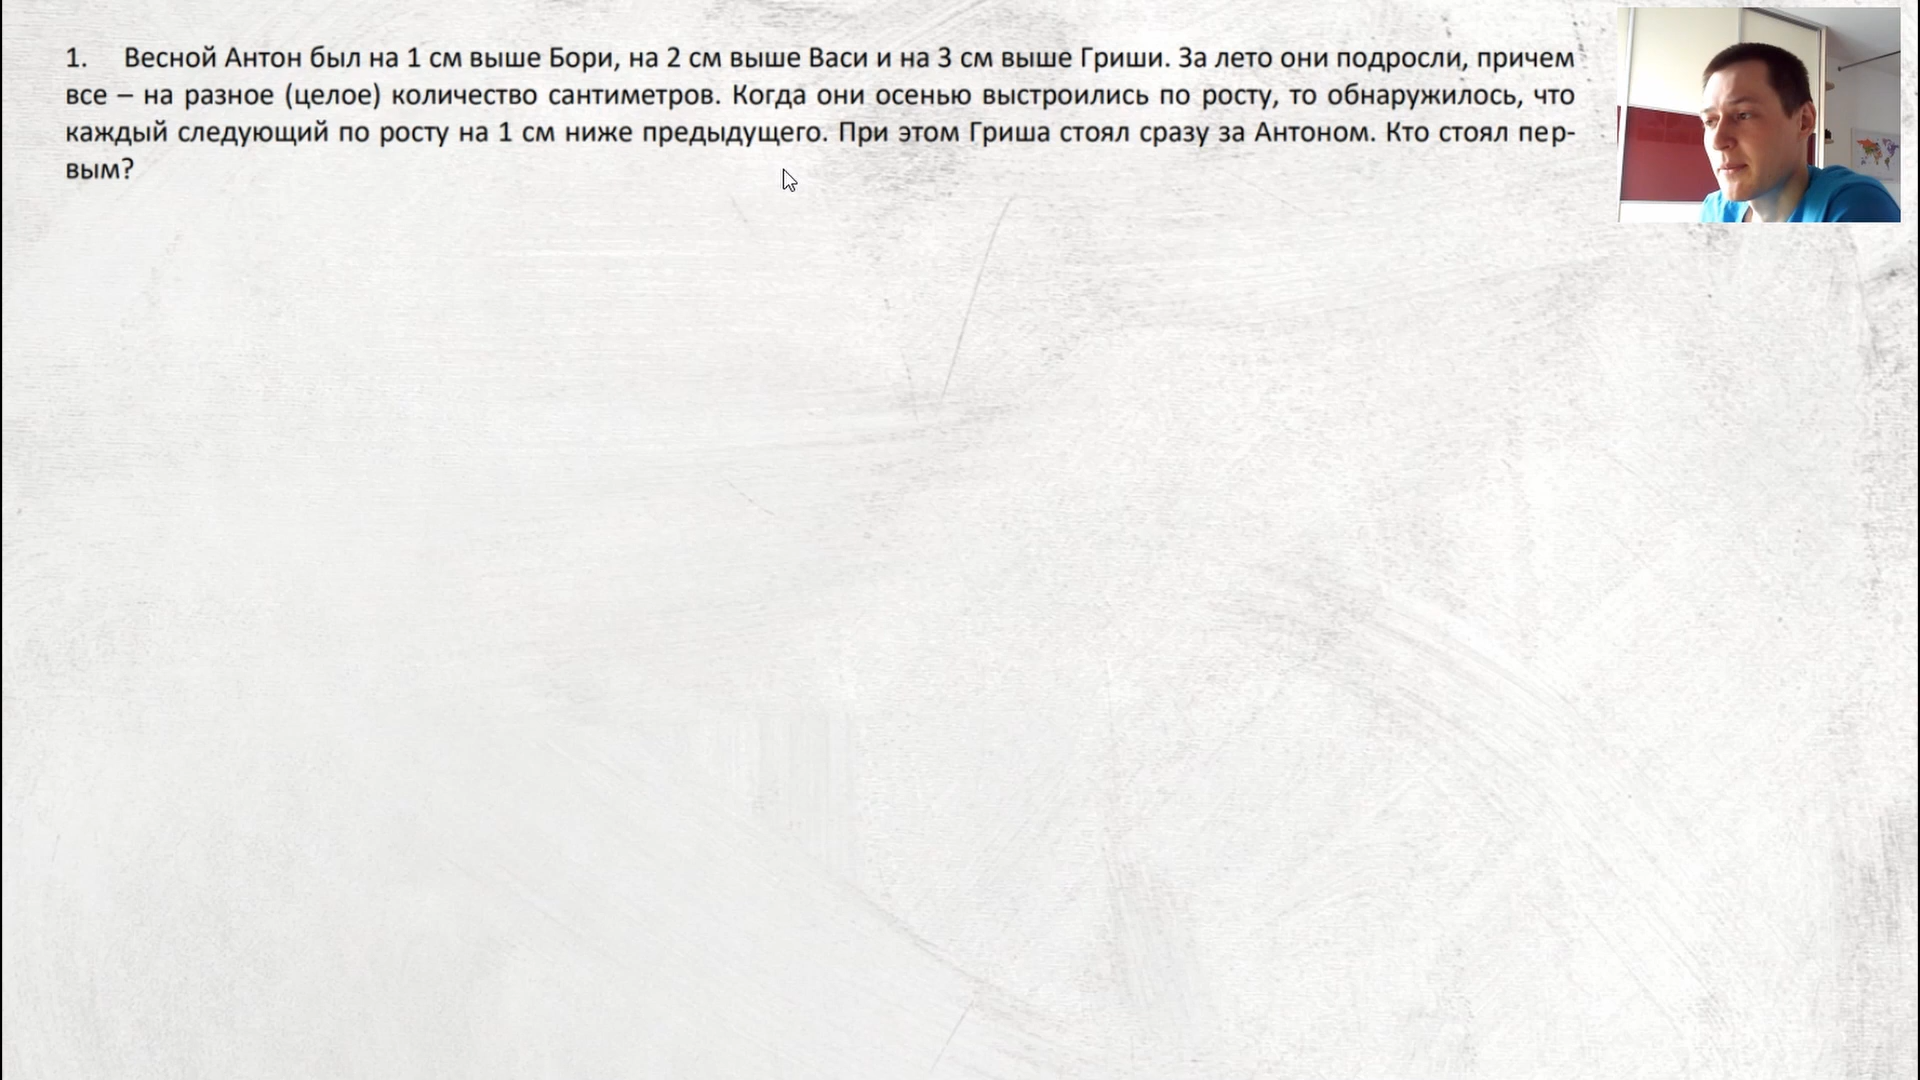 1. Весной Антон был на 1 см выше Бори, на 2 см выше Васи и на 3 см выше Гриши. За лето они подросли, причем
все – на разное (целое) количество сантиметров. Когда они осенью выстроились по росту, то обнаружилось, что
каждый следующий по росту на 1 см ниже предыдущего. При этом Гриша стоял сразу за Антоном. Кто стоял пер-
вым?